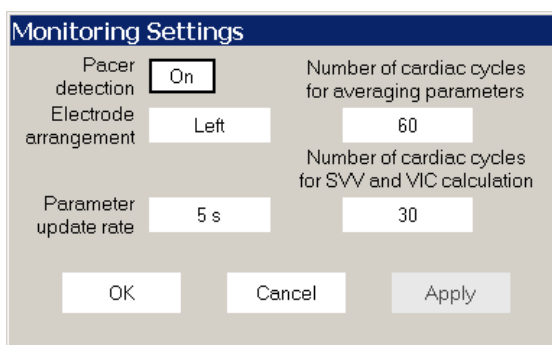 Monitoring Settings
Pacer
detection
On
Number of cardiac cycles
for averaging parameters
Electrode
arrangement
Left
60
Number of cardiac cycles
for SVV and VIC calculation
Parameter
update rate
5 s
30
OK
Cancel
Apply